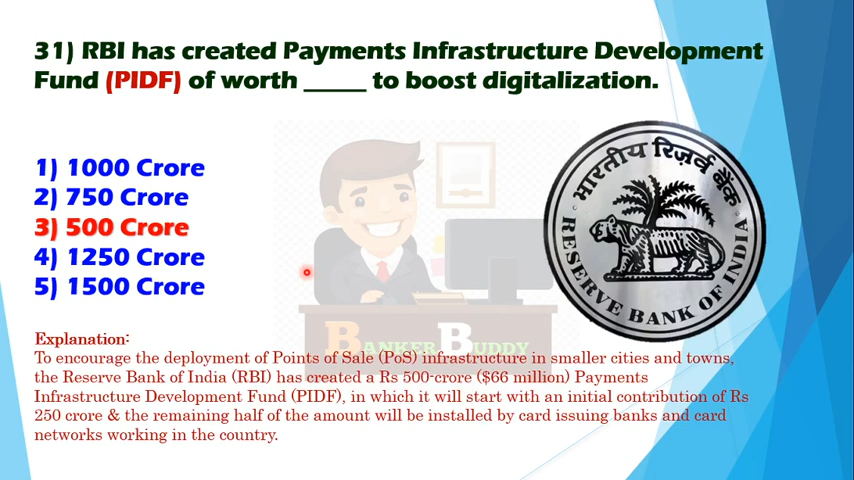 31) RBI has created Payments Infrastructure Development
Fund (PIDF) of worth _____ to boost digitalization.
1) 1000 Crore
2) 750 Crore
3) 500 Crore
4) 1250 Crore
5) 1500 Crore
भारतीय रिज़र्व बैंक
RESERVE BANK OF INDIA
BANKER BUDDY
Explanation:
To encourage the deployment of Points of Sale (PoS) infrastructure in smaller cities and towns,
the Reserve Bank of India (RBI) has created a Rs 500-crore ($66 million) Payments
Infrastructure Development Fund (PIDF), in which it will start with an initial contribution of Rs
250 crore & the remaining half of the amount will be installed by card issuing banks and card
networks working in the country.